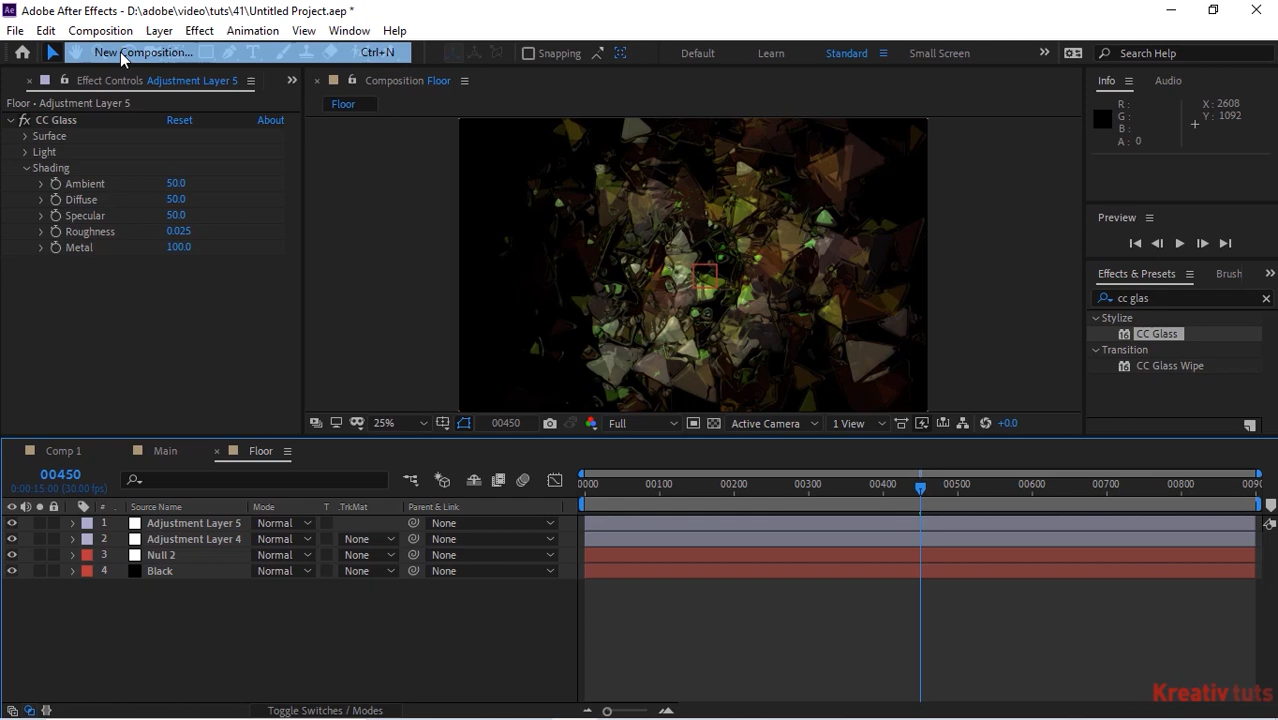 Adobe After Effects - D:\adobe\video\tuts\41\Untitled Project.aep *
File Edit Composition Layer Effect Animation View Window Help
New Composition... Ctrl+N
Snapping Default Learn Standard Small Screen Search Help
Effect Controls Adjustment Layer 5
Composition Floor
Info Audio
Floor • Adjustment Layer 5
Floor
fx CC Glass Reset About
Surface
Light
Shading
Ambient 50.0
Diffuse 50.0
Specular 50.0
Roughness 0.025
Metal 100.0
R :
G :
B :
A : 0
X : 2608
Y : 1092
Preview
Effects & Presets Brush
cc glas
Stylize
16 CC Glass
Transition
16 CC Glass Wipe
25% 00450 Full Active Camera 1 View +0.0
Comp 1 Main Floor
00450
0:00:15:00 (30.00 fps)
0000 00100 00200 00300 00400 00500 00600 00700 00800 0090
# Source Name Mode T .TrkMat Parent & Link
1 Adjustment Layer 5 Normal None
2 Adjustment Layer 4 Normal None None
3 Null 2 Normal None None
4 Black Normal None None
Toggle Switches / Modes
Kreativ tuts